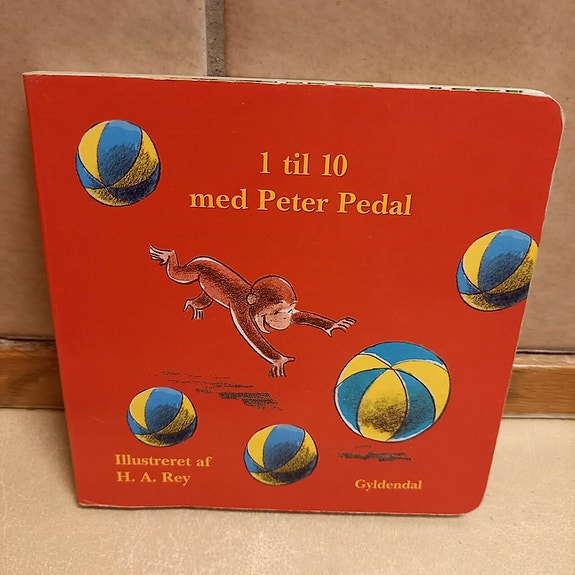 1 til 10
med Peter Pedal
Illustreret af
H. A. Rey
Gyldendal